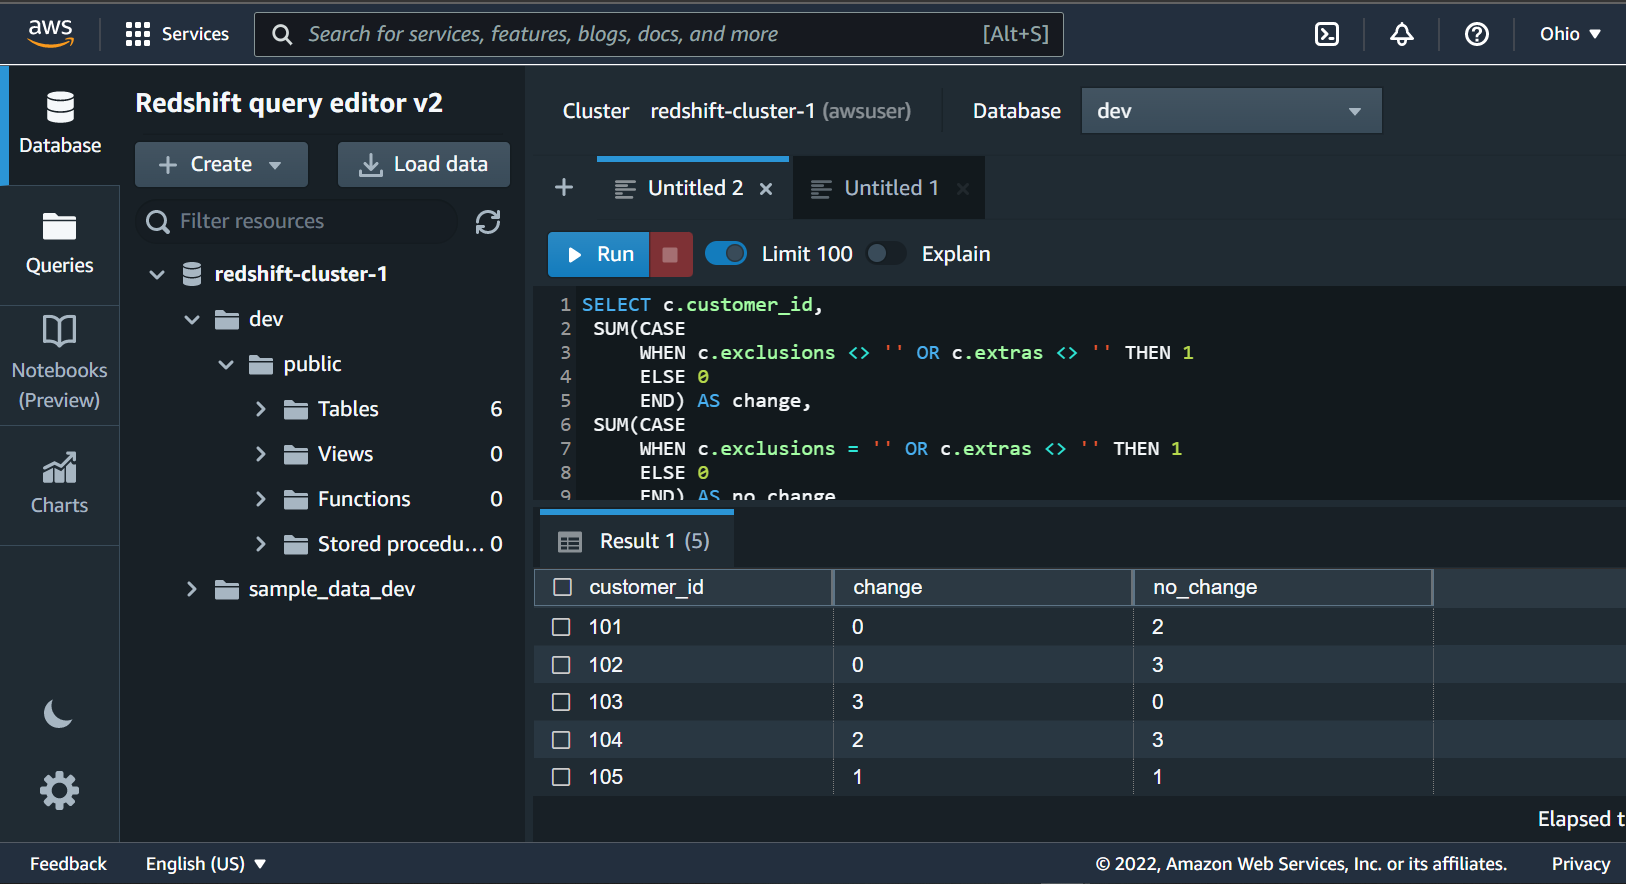 aws
Services
Search for services, features, blogs, docs, and more [Alt+S]
Ohio
Database
Queries
Notebooks
(Preview)
Charts
Redshift query editor v2
Create
Load data
Filter resources
redshift-cluster-1
dev
public
Tables 6
Views 0
Functions 0
Stored procedu... 0
sample_data_dev
Cluster redshift-cluster-1 (awsuser) Database dev
+ Untitled 2 × Untitled 1 ×
Run Limit 100 Explain
1 SELECT c.customer_id,
2 SUM(CASE
3 WHEN c.exclusions <> '' OR c.extras <> '' THEN 1
4 ELSE 0
5 END) AS change,
6 SUM(CASE
7 WHEN c.exclusions = '' OR c.extras <> '' THEN 1
8 ELSE 0
9 END) AS no_change
Result 1 (5)
customer_id change no_change
101 0 2
102 0 3
103 3 0
104 2 3
105 1 1
Elapsed t
Feedback English (US) © 2022, Amazon Web Services, Inc. or its affiliates. Privacy